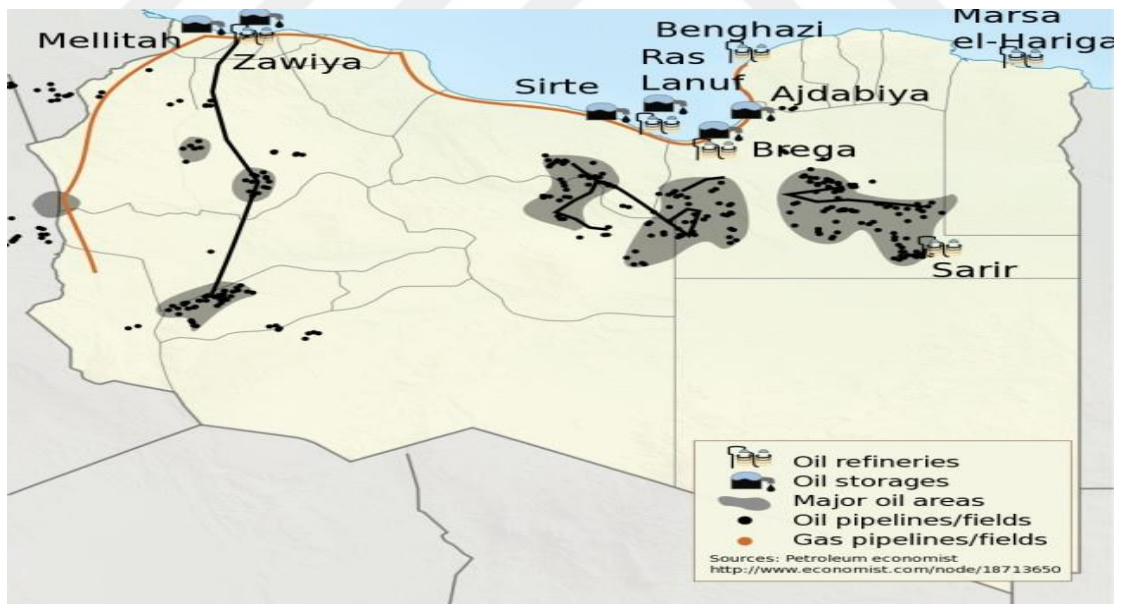 Mellitah
Zawiya
Sirte
Benghazi
Ras
Lanuf
Ajdabiya
Brega
Marsa
el-Hariga
Sarir
Oil refineries
Oil storages
Major oil areas
Oil pipelines/fields
Gas pipelines/fields
Sources: Petroleum economist
http://www.economist.com/node/18713650